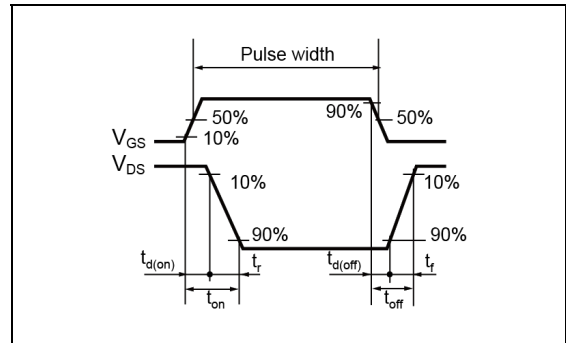 Pulse width
90%
50%
50%
10%
VGS
VDS
10%
10%
90%
90%
td(on)
tr
td(off)
tf
ton
toff